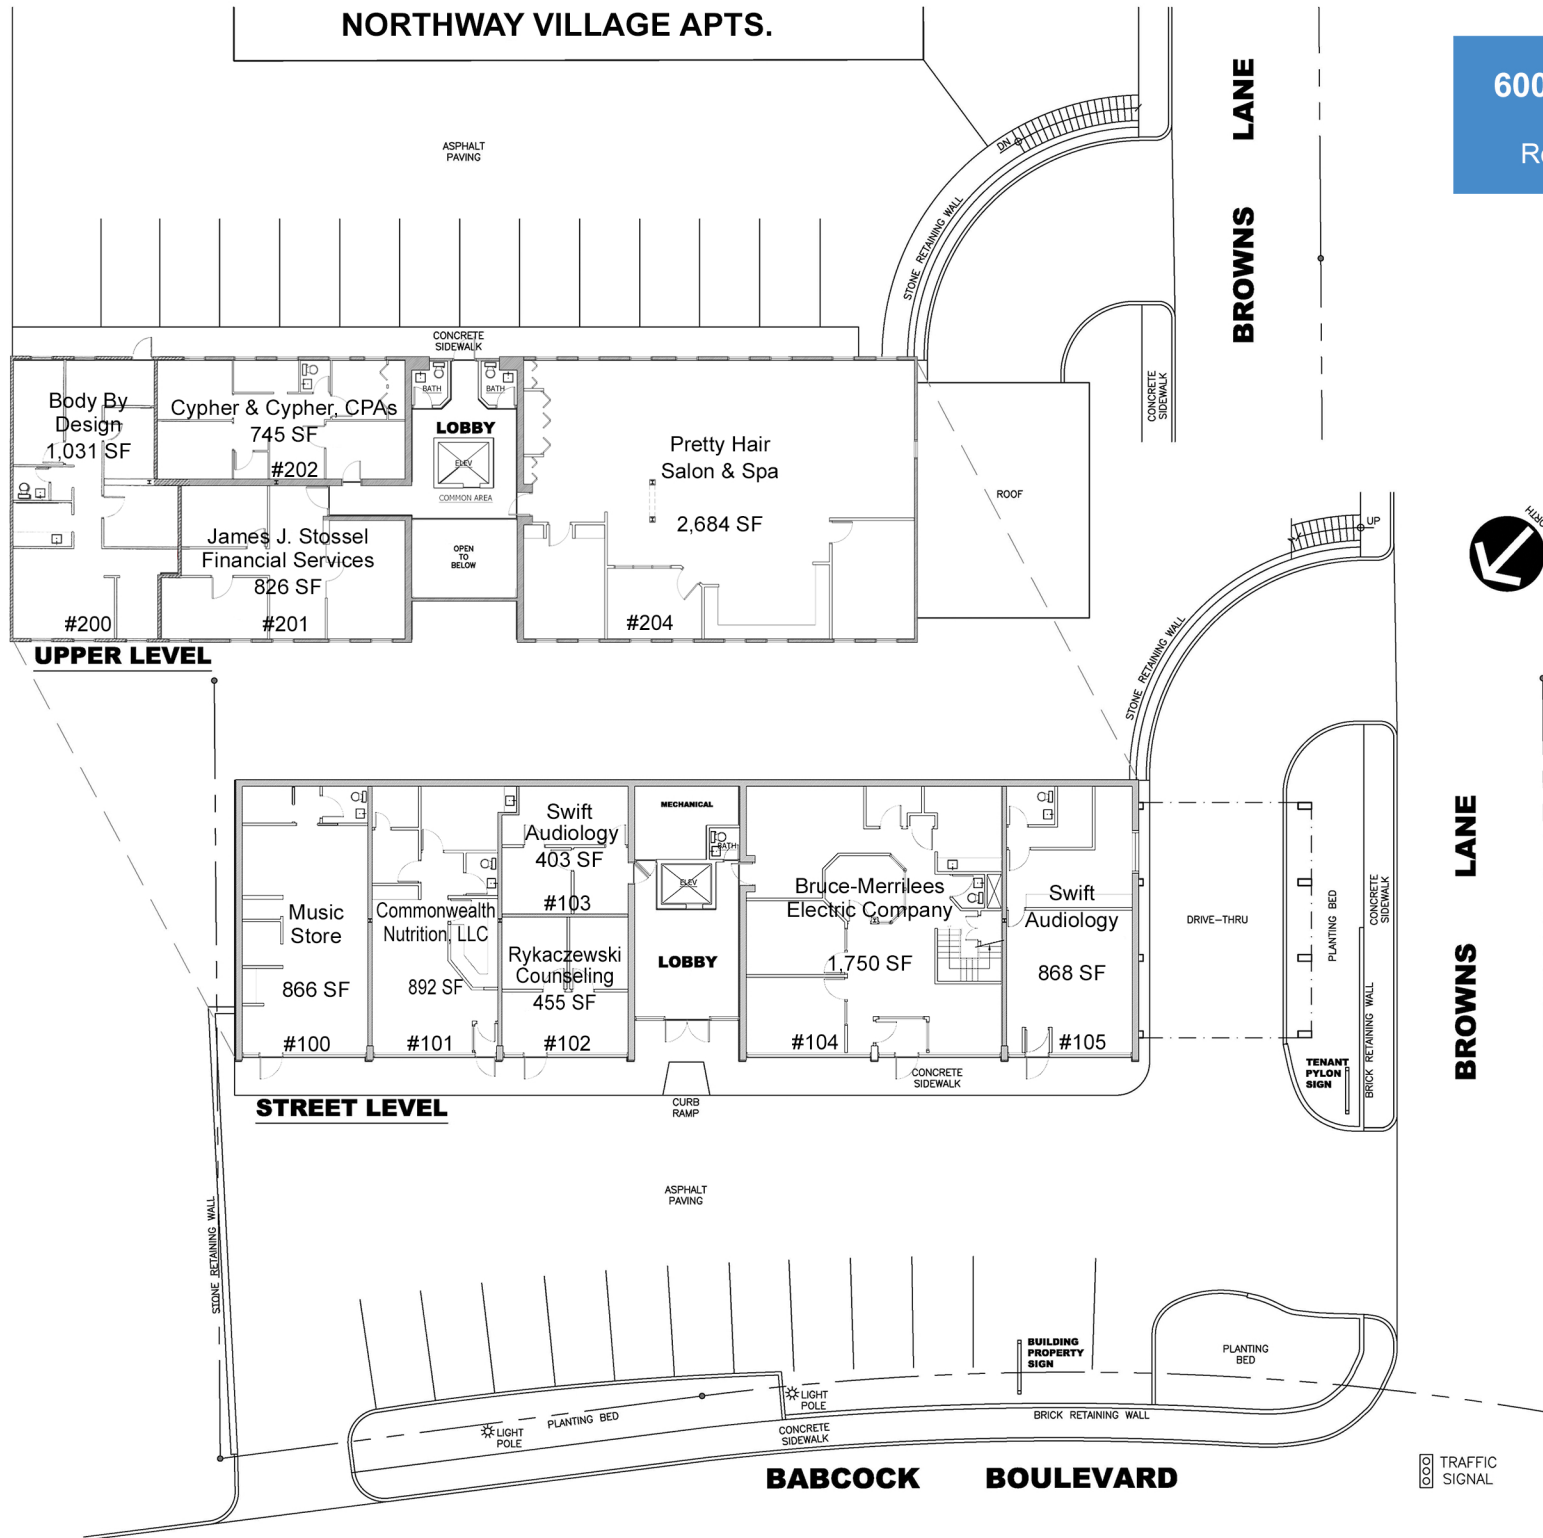 NORTHWAY VILLAGE APTS.
600
Re
BROWNS LANE
ASPHALT
PAVING
DN
STONE RETAINING WALL
CONCRETE
SIDEWALK
CONCRETE
SIDEWALK
Body By
Design
1,031 SF
#200
Cypher & Cypher, CPAs
745 SF
#202
BATH
BATH
LOBBY
ELEV
COMMON AREA
OPEN
TO
BELOW
James J. Stossel
Financial Services
826 SF
#201
Pretty Hair
Salon & Spa
2,684 SF
#204
ROOF
UPPER LEVEL
UP
STONE RETAINING WALL
Music
Store
866 SF
#100
Commonwealth
Nutrition, LLC
892 SF
#101
Swift
Audiology
403 SF
#103
Rykaczewski
Counseling
455 SF
#102
MECHANICAL
BATH
ELEV
LOBBY
Bruce-Merrilees
Electric Company
1,750 SF
#104
Swift
Audiology
868 SF
#105
DRIVE-THRU
PLANTING BED
CONCRETE
SIDEWALK
BRICK RETAINING WALL
TENANT
PYLON
SIGN
BROWNS LANE
CONCRETE
SIDEWALK
CURB
RAMP
STREET LEVEL
ASPHALT
PAVING
STONE RETAINING WALL
BUILDING
PROPERTY
SIGN
PLANTING
BED
LIGHT
POLE
PLANTING BED
LIGHT
POLE
CONCRETE
SIDEWALK
BRICK RETAINING WALL
BABCOCK BOULEVARD
TRAFFIC
SIGNAL